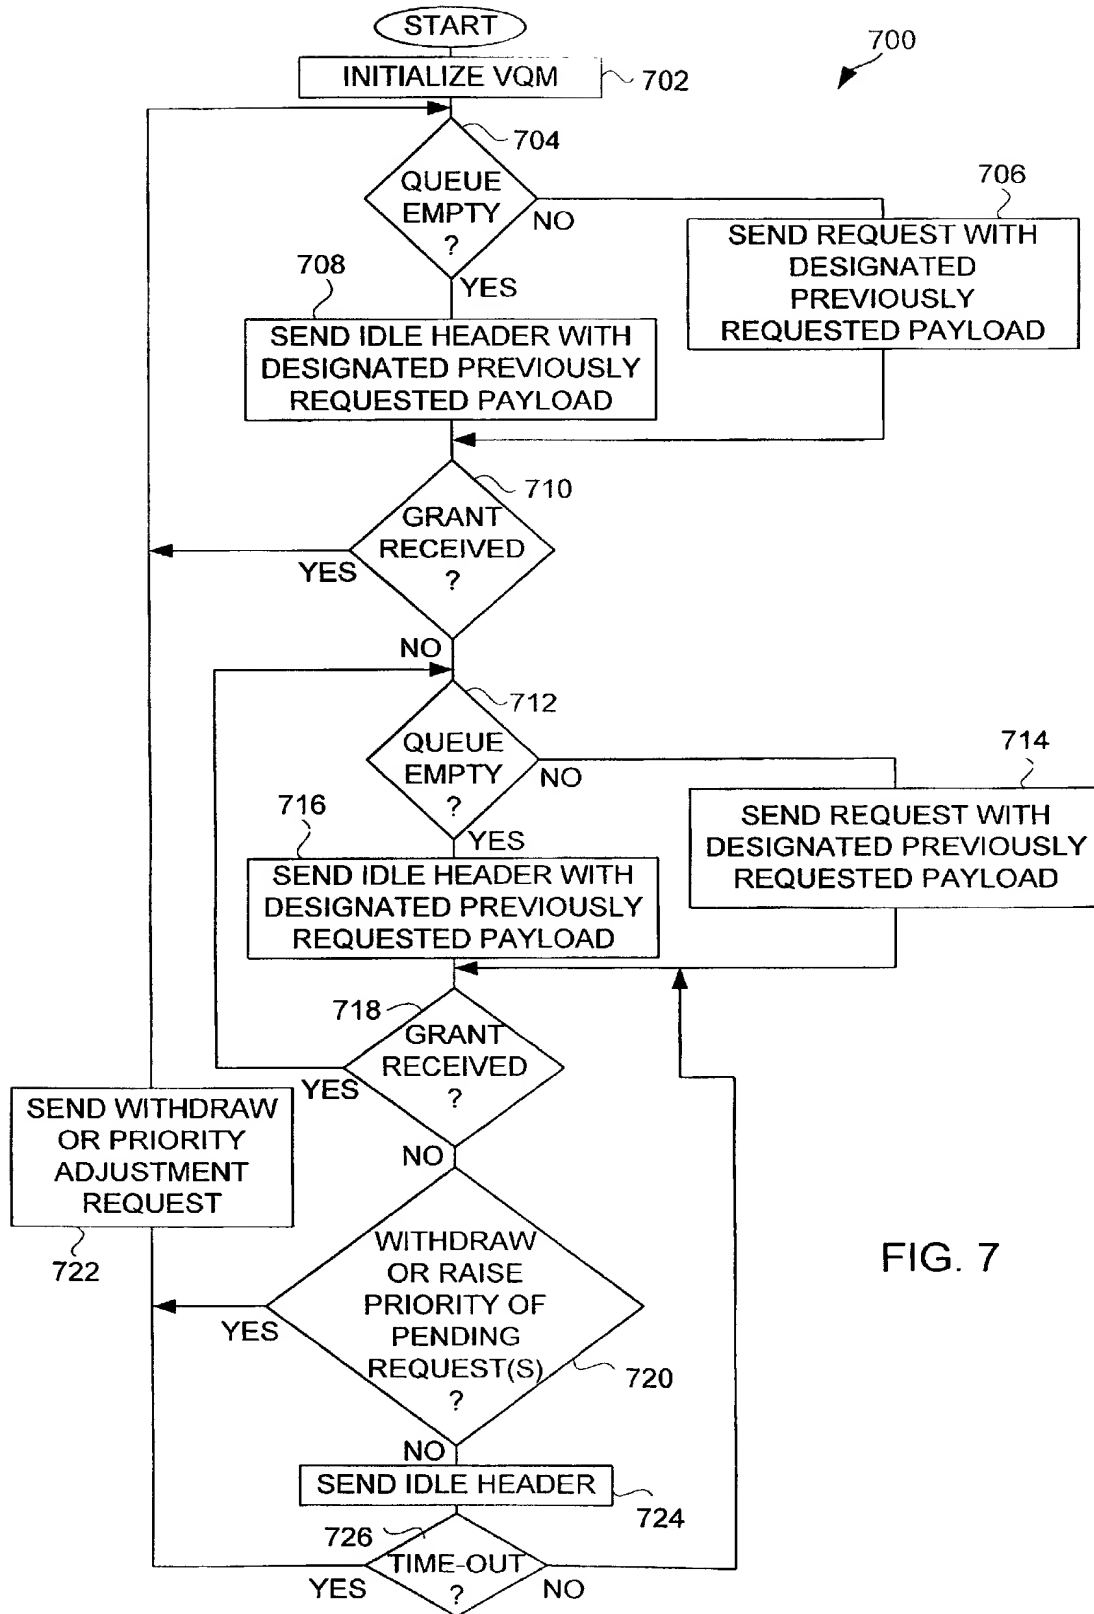 START
700
INITIALIZE VQM
702
704
QUEUE
EMPTY
?
NO
YES
706
SEND REQUEST WITH
DESIGNATED
PREVIOUSLY
REQUESTED PAYLOAD
708
SEND IDLE HEADER WITH
DESIGNATED PREVIOUSLY
REQUESTED PAYLOAD
710
GRANT
RECEIVED
?
YES
NO
712
QUEUE
EMPTY
?
NO
YES
714
SEND REQUEST WITH
DESIGNATED PREVIOUSLY
REQUESTED PAYLOAD
716
SEND IDLE HEADER WITH
DESIGNATED PREVIOUSLY
REQUESTED PAYLOAD
718
GRANT
RECEIVED
?
YES
NO
SEND WITHDRAW
OR PRIORITY
ADJUSTMENT
REQUEST
722
WITHDRAW
OR RAISE
PRIORITY OF
PENDING
REQUEST(S)
?
YES
720
NO
FIG. 7
SEND IDLE HEADER
724
726
TIME-OUT
?
YES
NO